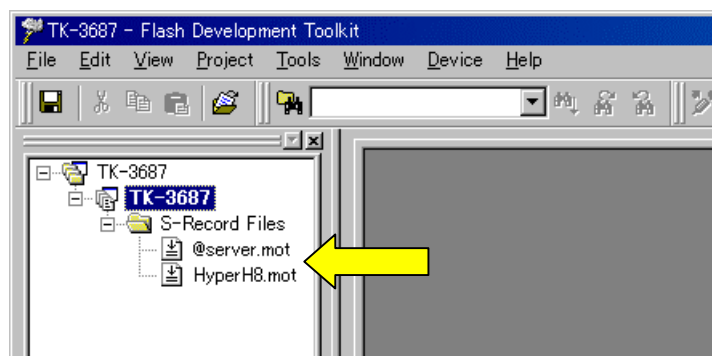 TK-3687 - Flash Development Toolkit
File Edit View Project Tools Window Device Help
TK-3687
TK-3687
S-Record Files
@server.mot
HyperH8.mot